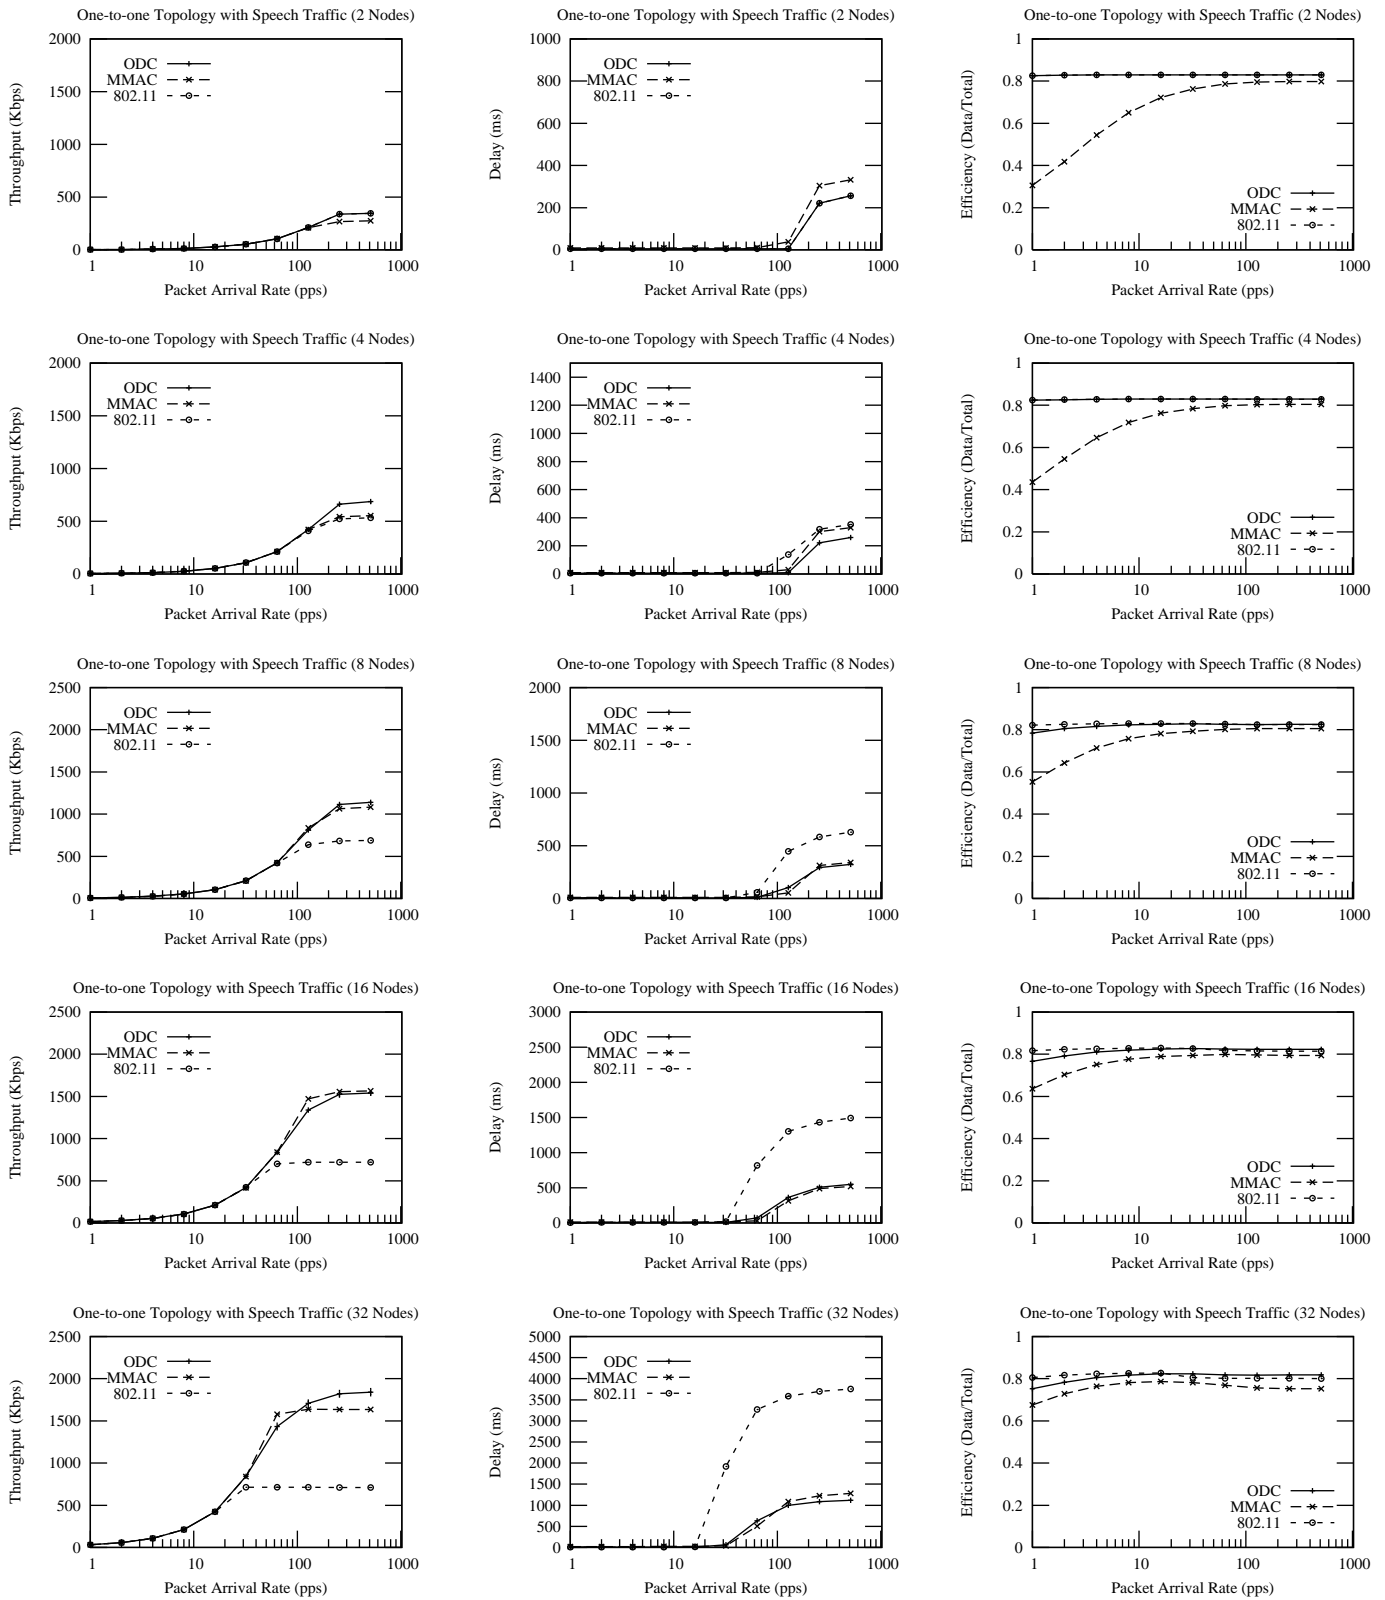 One-to-one Topology with Speech Traffic (2 Nodes)
2000
1500
1000
500
0
1 10 100 1000
Throughput (Kbps)
Packet Arrival Rate (pps)
ODC
MMAC
802.11
One-to-one Topology with Speech Traffic (2 Nodes)
1000
800
600
400
200
0
1 10 100 1000
Delay (ms)
Packet Arrival Rate (pps)
ODC
MMAC
802.11
One-to-one Topology with Speech Traffic (2 Nodes)
1
0.8
0.6
0.4
0.2
0
1 10 100 1000
Efficiency (Data/Total)
Packet Arrival Rate (pps)
ODC
MMAC
802.11
One-to-one Topology with Speech Traffic (4 Nodes)
2000
1500
1000
500
0
1 10 100 1000
Throughput (Kbps)
Packet Arrival Rate (pps)
ODC
MMAC
802.11
One-to-one Topology with Speech Traffic (4 Nodes)
1400
1200
1000
800
600
400
200
0
1 10 100 1000
Delay (ms)
Packet Arrival Rate (pps)
ODC
MMAC
802.11
One-to-one Topology with Speech Traffic (4 Nodes)
1
0.8
0.6
0.4
0.2
0
1 10 100 1000
Efficiency (Data/Total)
Packet Arrival Rate (pps)
ODC
MMAC
802.11
One-to-one Topology with Speech Traffic (8 Nodes)
2500
2000
1500
1000
500
0
1 10 100 1000
Throughput (Kbps)
Packet Arrival Rate (pps)
ODC
MMAC
802.11
One-to-one Topology with Speech Traffic (8 Nodes)
2000
1500
1000
500
0
1 10 100 1000
Delay (ms)
Packet Arrival Rate (pps)
ODC
MMAC
802.11
One-to-one Topology with Speech Traffic (8 Nodes)
1
0.8
0.6
0.4
0.2
0
1 10 100 1000
Efficiency (Data/Total)
Packet Arrival Rate (pps)
ODC
MMAC
802.11
One-to-one Topology with Speech Traffic (16 Nodes)
2500
2000
1500
1000
500
0
1 10 100 1000
Throughput (Kbps)
Packet Arrival Rate (pps)
ODC
MMAC
802.11
One-to-one Topology with Speech Traffic (16 Nodes)
3000
2500
2000
1500
1000
500
0
1 10 100 1000
Delay (ms)
Packet Arrival Rate (pps)
ODC
MMAC
802.11
One-to-one Topology with Speech Traffic (16 Nodes)
1
0.8
0.6
0.4
0.2
0
1 10 100 1000
Efficiency (Data/Total)
Packet Arrival Rate (pps)
ODC
MMAC
802.11
One-to-one Topology with Speech Traffic (32 Nodes)
2500
2000
1500
1000
500
0
1 10 100 1000
Throughput (Kbps)
Packet Arrival Rate (pps)
ODC
MMAC
802.11
One-to-one Topology with Speech Traffic (32 Nodes)
5000
4500
4000
3500
3000
2500
2000
1500
1000
500
0
1 10 100 1000
Delay (ms)
Packet Arrival Rate (pps)
ODC
MMAC
802.11
One-to-one Topology with Speech Traffic (32 Nodes)
1
0.8
0.6
0.4
0.2
0
1 10 100 1000
Efficiency (Data/Total)
Packet Arrival Rate (pps)
ODC
MMAC
802.11